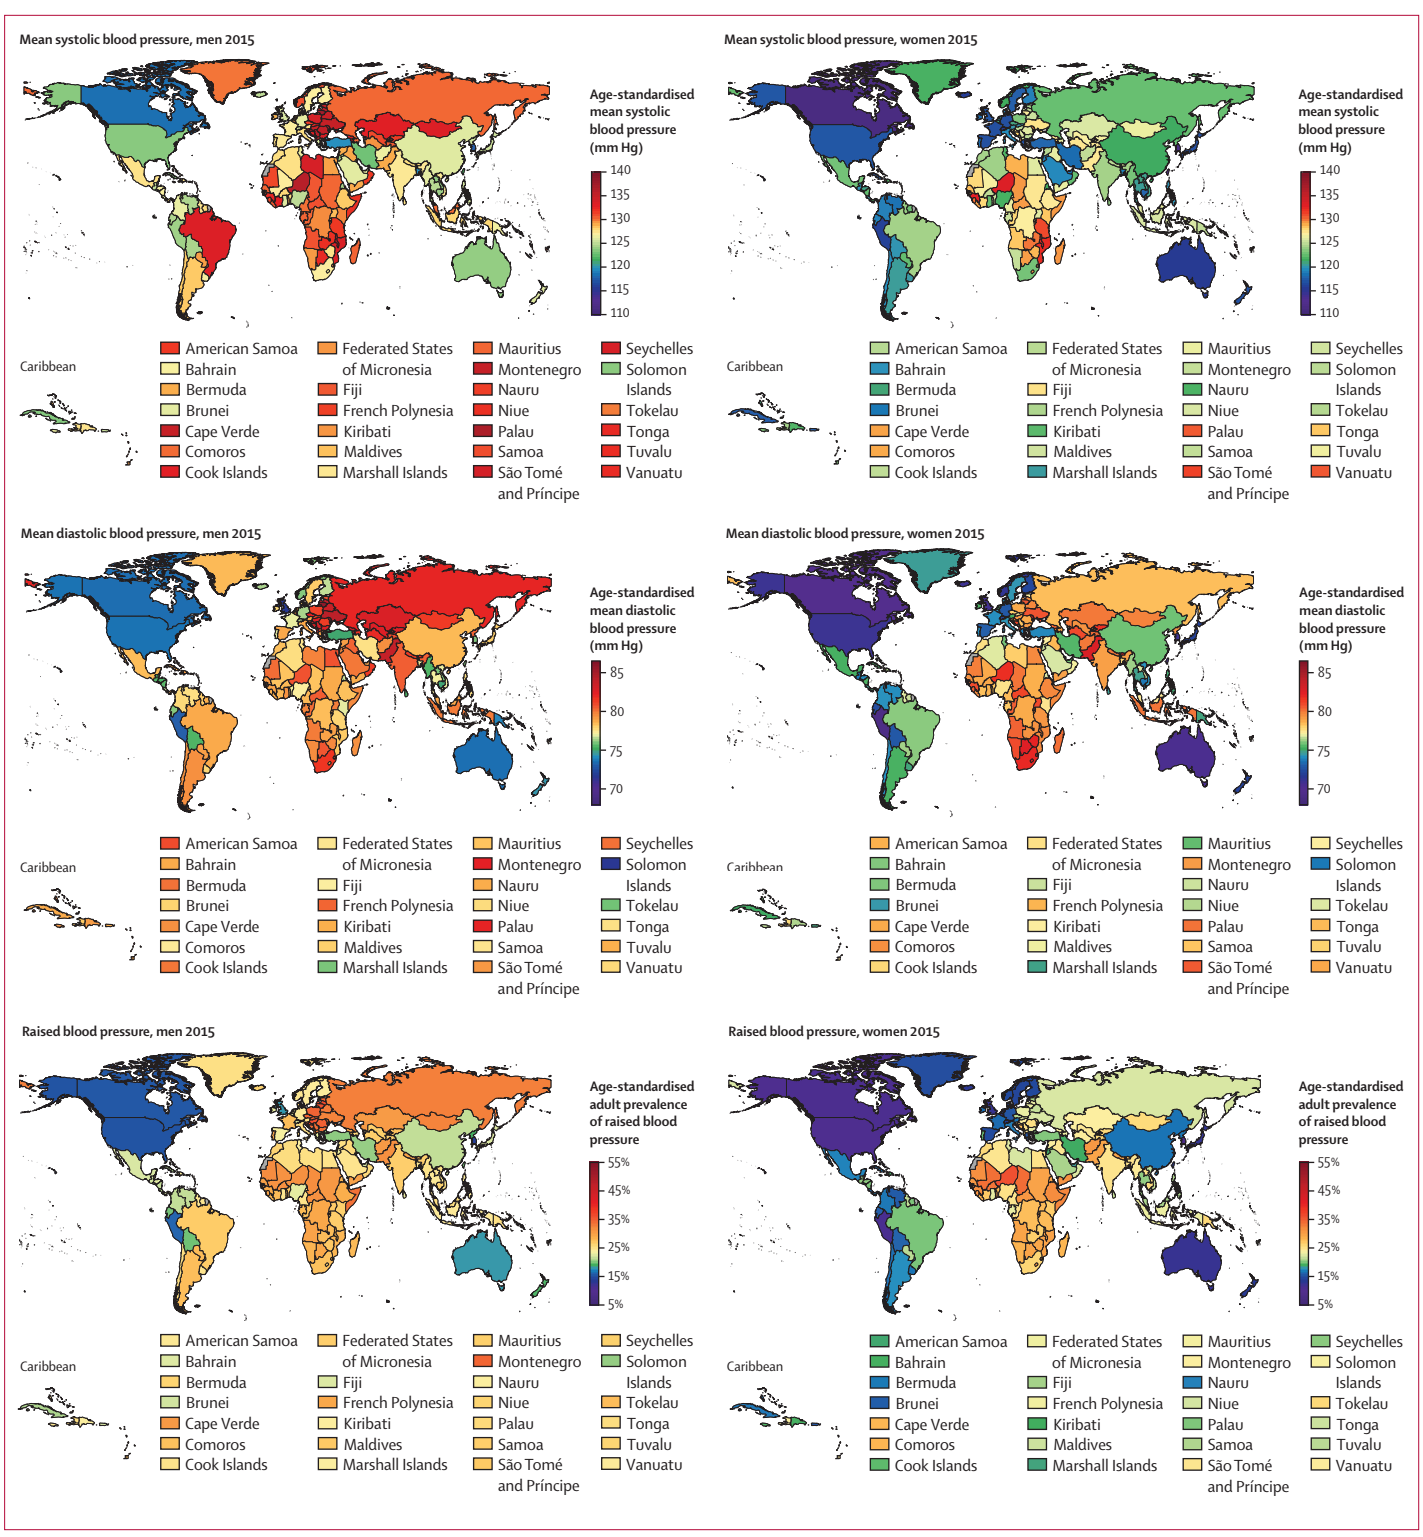 Mean systolic blood pressure, men 2015
Age-standardised
mean systolic
blood pressure
(mm Hg)
140
135
130
125
120
115
110
Caribbean
American Samoa
Bahrain
Bermuda
Brunei
Cape Verde
Comoros
Cook Islands
Federated States
of Micronesia
Fiji
French Polynesia
Kiribati
Maldives
Marshall Islands
Mauritius
Montenegro
Nauru
Niue
Palau
Samoa
São Tomé
and Príncipe
Seychelles
Solomon
Islands
Tokelau
Tonga
Tuvalu
Vanuatu
Mean systolic blood pressure, women 2015
Age-standardised
mean systolic
blood pressure
(mm Hg)
140
135
130
125
120
115
110
Caribbean
American Samoa
Bahrain
Bermuda
Brunei
Cape Verde
Comoros
Cook Islands
Federated States
of Micronesia
Fiji
French Polynesia
Kiribati
Maldives
Marshall Islands
Mauritius
Montenegro
Nauru
Niue
Palau
Samoa
São Tomé
and Príncipe
Seychelles
Solomon
Islands
Tokelau
Tonga
Tuvalu
Vanuatu
Mean diastolic blood pressure, men 2015
Age-standardised
mean diastolic
blood pressure
(mm Hg)
85
80
75
70
Caribbean
American Samoa
Bahrain
Bermuda
Brunei
Cape Verde
Comoros
Cook Islands
Federated States
of Micronesia
Fiji
French Polynesia
Kiribati
Maldives
Marshall Islands
Mauritius
Montenegro
Nauru
Niue
Palau
Samoa
São Tomé
and Príncipe
Seychelles
Solomon
Islands
Tokelau
Tonga
Tuvalu
Vanuatu
Mean diastolic blood pressure, women 2015
Age-standardised
mean diastolic
blood pressure
(mm Hg)
85
80
75
70
Caribbean
American Samoa
Bahrain
Bermuda
Brunei
Cape Verde
Comoros
Cook Islands
Federated States
of Micronesia
Fiji
French Polynesia
Kiribati
Maldives
Marshall Islands
Mauritius
Montenegro
Nauru
Niue
Palau
Samoa
São Tomé
and Príncipe
Seychelles
Solomon
Islands
Tokelau
Tonga
Tuvalu
Vanuatu
Raised blood pressure, men 2015
Age-standardised
adult prevalence
of raised blood
pressure
55%
45%
35%
25%
15%
5%
Caribbean
American Samoa
Bahrain
Bermuda
Brunei
Cape Verde
Comoros
Cook Islands
Federated States
of Micronesia
Fiji
French Polynesia
Kiribati
Maldives
Marshall Islands
Mauritius
Montenegro
Nauru
Niue
Palau
Samoa
São Tomé
and Príncipe
Seychelles
Solomon
Islands
Tokelau
Tonga
Tuvalu
Vanuatu
Raised blood pressure, women 2015
Age-standardised
adult prevalence
of raised blood
pressure
55%
45%
35%
25%
15%
5%
Caribbean
American Samoa
Bahrain
Bermuda
Brunei
Cape Verde
Comoros
Cook Islands
Federated States
of Micronesia
Fiji
French Polynesia
Kiribati
Maldives
Marshall Islands
Mauritius
Montenegro
Nauru
Niue
Palau
Samoa
São Tomé
and Príncipe
Seychelles
Solomon
Islands
Tokelau
Tonga
Tuvalu
Vanuatu